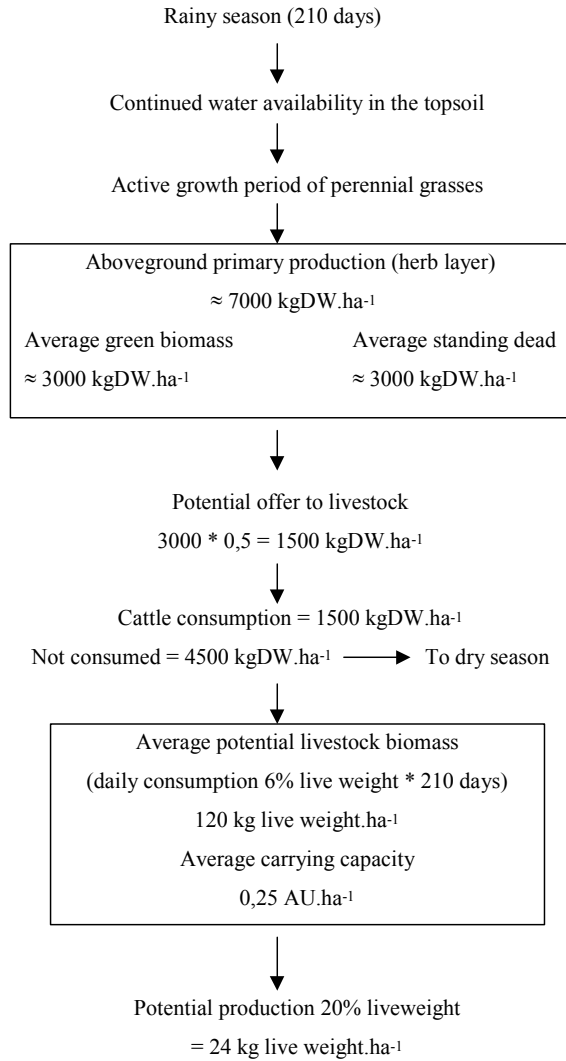 Rainy season (210 days)
Continued water availability in the topsoil
Active growth period of perennial grasses
Aboveground primary production (herb layer)
≈ 7000 kgDW.ha-1
Average green biomass Average standing dead
≈ 3000 kgDW.ha-1 ≈ 3000 kgDW.ha-1
Potential offer to livestock
3000 * 0,5 = 1500 kgDW.ha-1
Cattle consumption = 1500 kgDW.ha-1
Not consumed = 4500 kgDW.ha-1 To dry season
Average potential livestock biomass
(daily consumption 6% live weight * 210 days)
120 kg live weight.ha-1
Average carrying capacity
0,25 AU.ha-1
Potential production 20% liveweight
= 24 kg live weight.ha-1